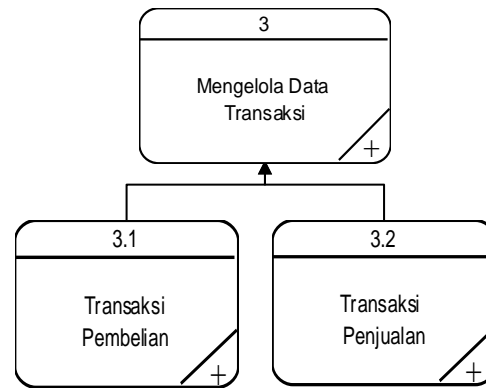 3
Mengelola Data
Transaksi
+
3.1
Transaksi
Pembelian
+
3.2
Transaksi
Penjualan
+